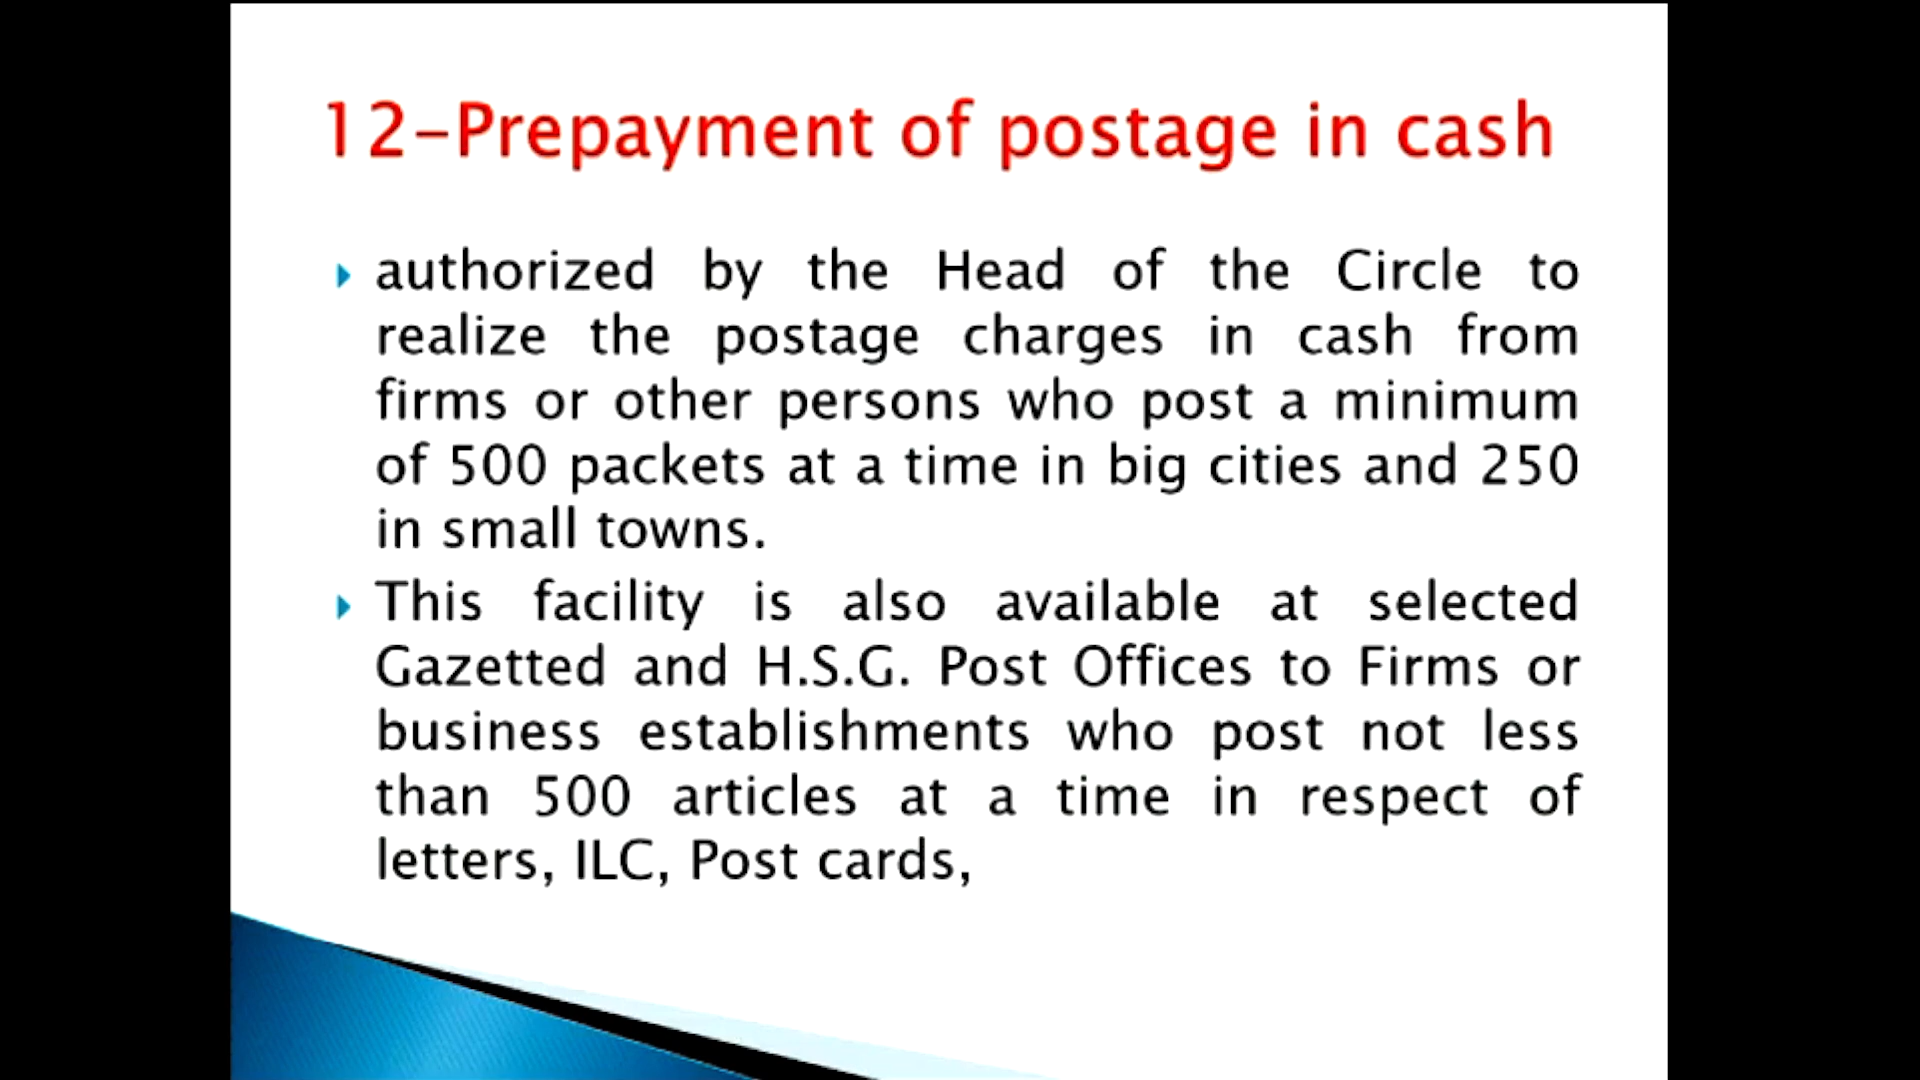 12-Prepayment of postage in cash
authorized by the Head of the Circle to
realize the postage charges in cash from
firms or other persons who post a minimum
of 500 packets at a time in big cities and 250
in small towns.
This facility is also available at selected
Gazetted and H.S.G. Post Offices to Firms or
business establishments who post not less
than 500 articles at a time in respect of
letters, ILC, Post cards,